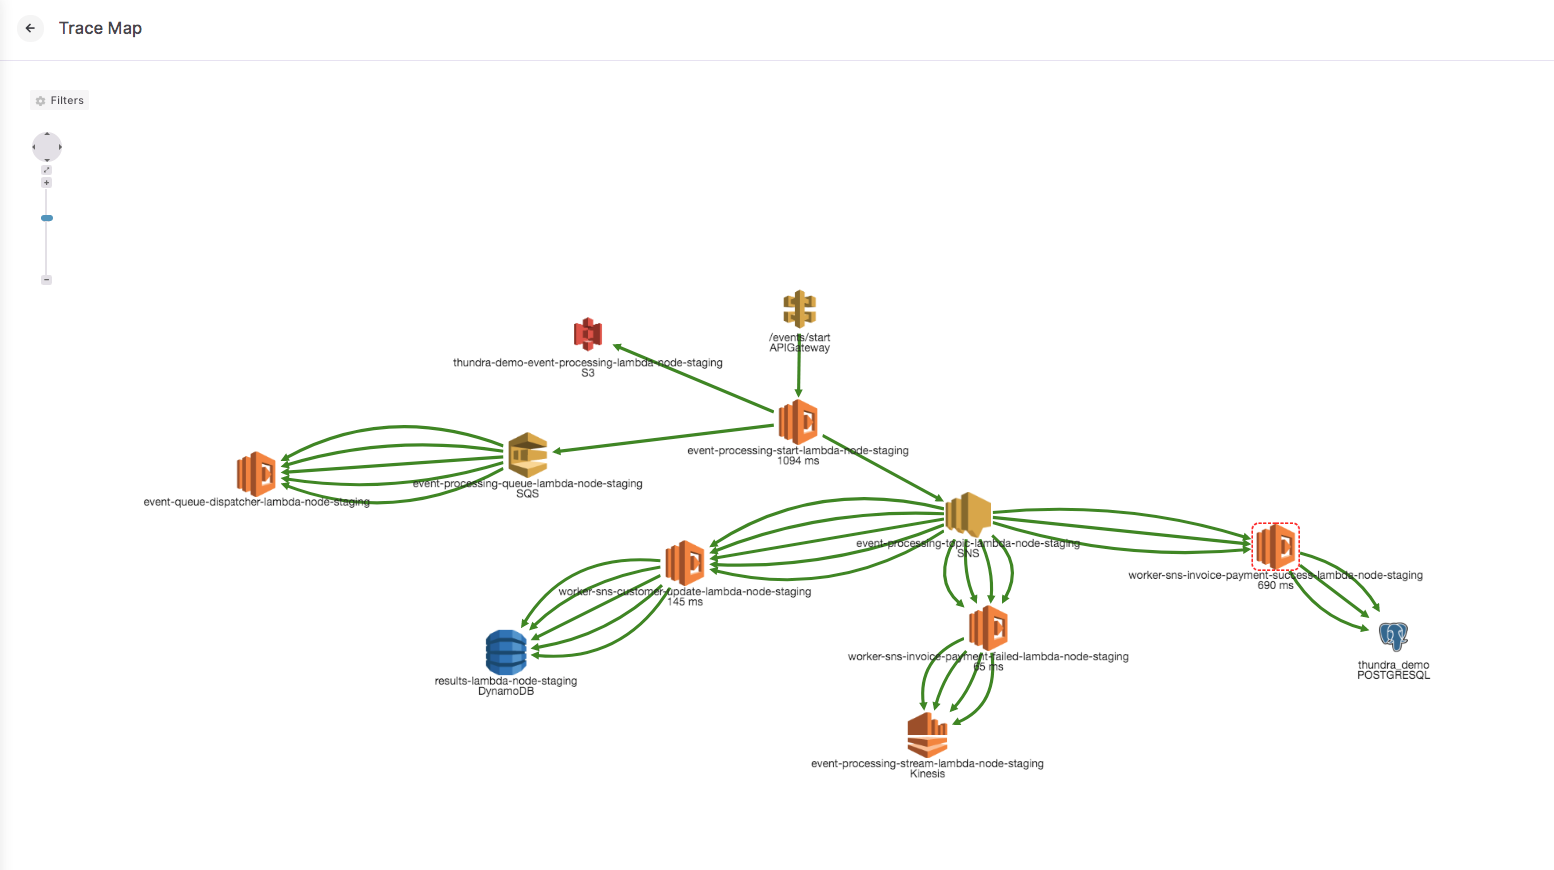 Trace Map
Filters
/events/start
APIGateway
thundra-demo-event-processing-lambda-node-staging
S3
event-processing-start-lambda-node-staging
1094 ms
event-processing-queue-lambda-node-staging
SQS
event-queue-dispatcher-lambda-node-staging
event-processing-topic-lambda-node-staging
SNS
worker-sns-invoice-payment-success-lambda-node-staging
690 ms
worker-sns-customer-update-lambda-node-staging
145 ms
worker-sns-invoice-payment-failed-lambda-node-staging
65 ms
thundra_demo
POSTGRESQL
results-lambda-node-staging
DynamoDB
event-processing-stream-lambda-node-staging
Kinesis